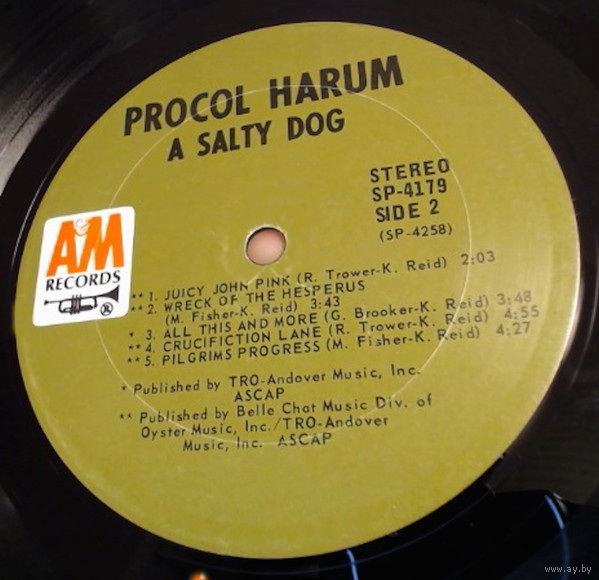 PROCOL HARUM
A SALTY DOG
STEREO
SP-4179
SIDE 2
(SP-4258)
A&M
RECORDS
®
** 1. JUICY JOHN PINK (R. Trower-K. Reid) 2:03
** 2. WRECK OF THE HESPERUS
(M. Fisher-K. Reid) 3:43
* 3. ALL THIS AND MORE (G. Brooker-K. Reid) 3:48
** 4. CRUCIFICTION LANE (R. Trower-K. Reid) 4:55
** 5. PILGRIMS PROGRESS (M. Fisher-K. Reid) 4:27
* Published by TRO-Andover Music, Inc.
ASCAP
** Published by Belle Chat Music Div. of
Oyster Music, Inc./TRO-Andover
Music, Inc. ASCAP
www.ay.by